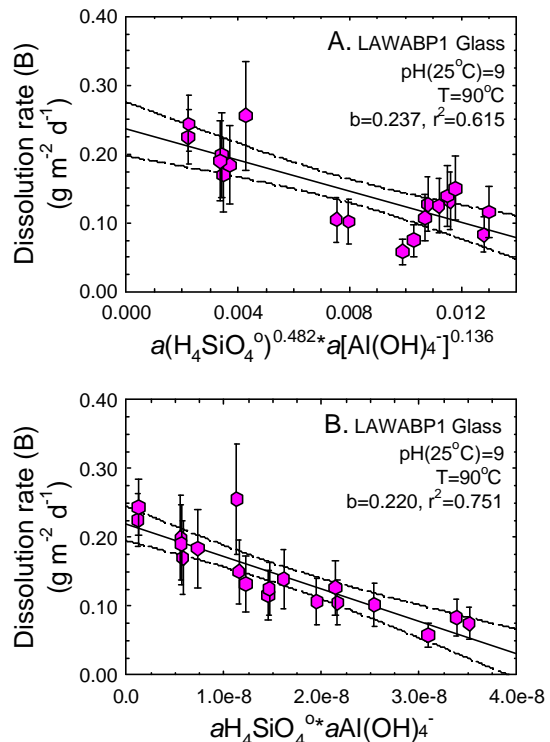 A. LAWABP1 Glass
pH(25°C)=9
T=90°C
b=0.237, r²=0.615
Dissolution rate (B)
(g m⁻² d⁻¹)
0.40
0.30
0.20
0.10
0.00
0.000 0.004 0.008 0.012
a(H₄SiO₄°)⁰·⁴⁸²*a[Al(OH)₄⁻]⁰·¹³⁶
B. LAWABP1 Glass
pH(25°C)=9
T=90°C
b=0.220, r²=0.751
Dissolution rate (B)
(g m⁻² d⁻¹)
0.40
0.30
0.20
0.10
0.00
0.0 1.0e-8 2.0e-8 3.0e-8 4.0e-8
aH₄SiO₄°*aAl(OH)₄⁻